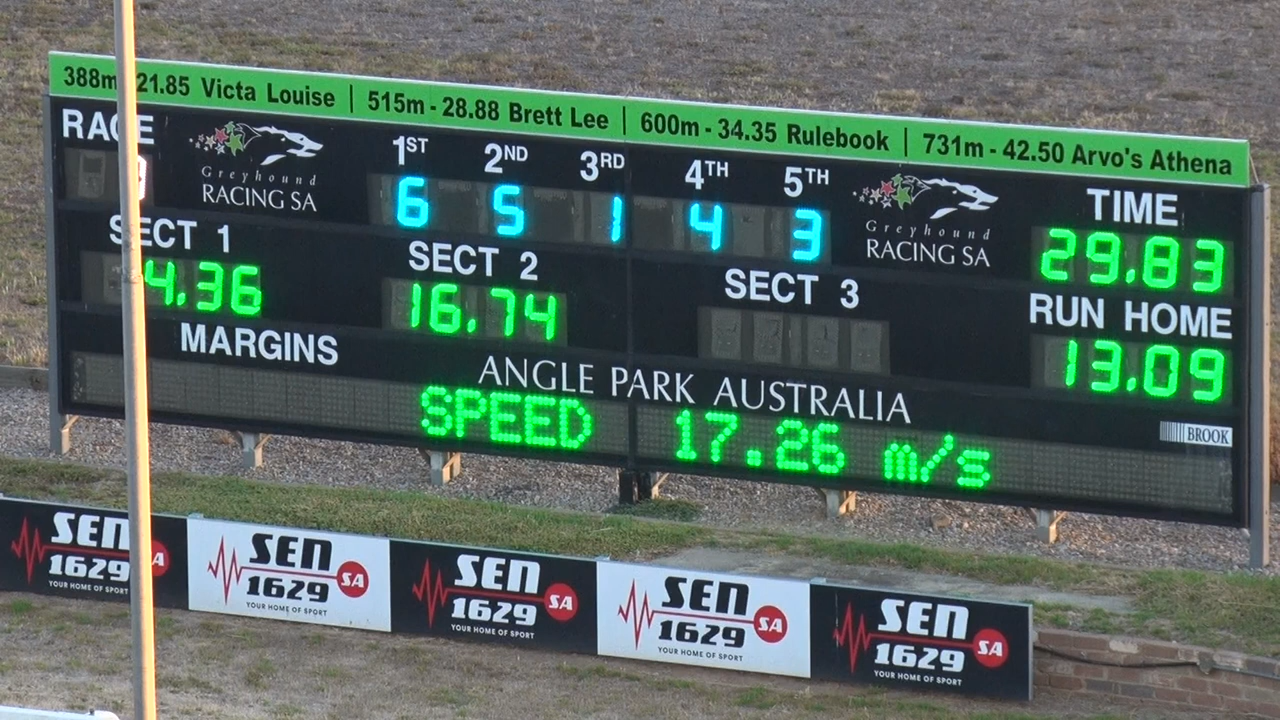 388m 21.85 Victa Louise | 515m - 28.88 Brett Lee | 600m - 34.35 Rulebook | 731m - 42.50 Arvo's Athena
RACE
Greyhound
RACING SA
1ST 2ND 3RD 4TH 5TH
6 5 1 4 3
Greyhound
RACING SA
TIME
29.83
SECT 1
4.36
SECT 2
16.74
SECT 3
RUN HOME
13.09
MARGINS
ANGLE PARK AUSTRALIA
SPEED 17.26 m/s
BROOK
SEN
1629 A
YOUR HOME OF SPORT
SEN
1629 SA
YOUR HOME OF SPORT
SEN
1629 SA
YOUR HOME OF SPORT
SEN
1629 SA
YOUR HOME OF SPORT
SEN
1629 SA
YOUR HOME OF SPORT